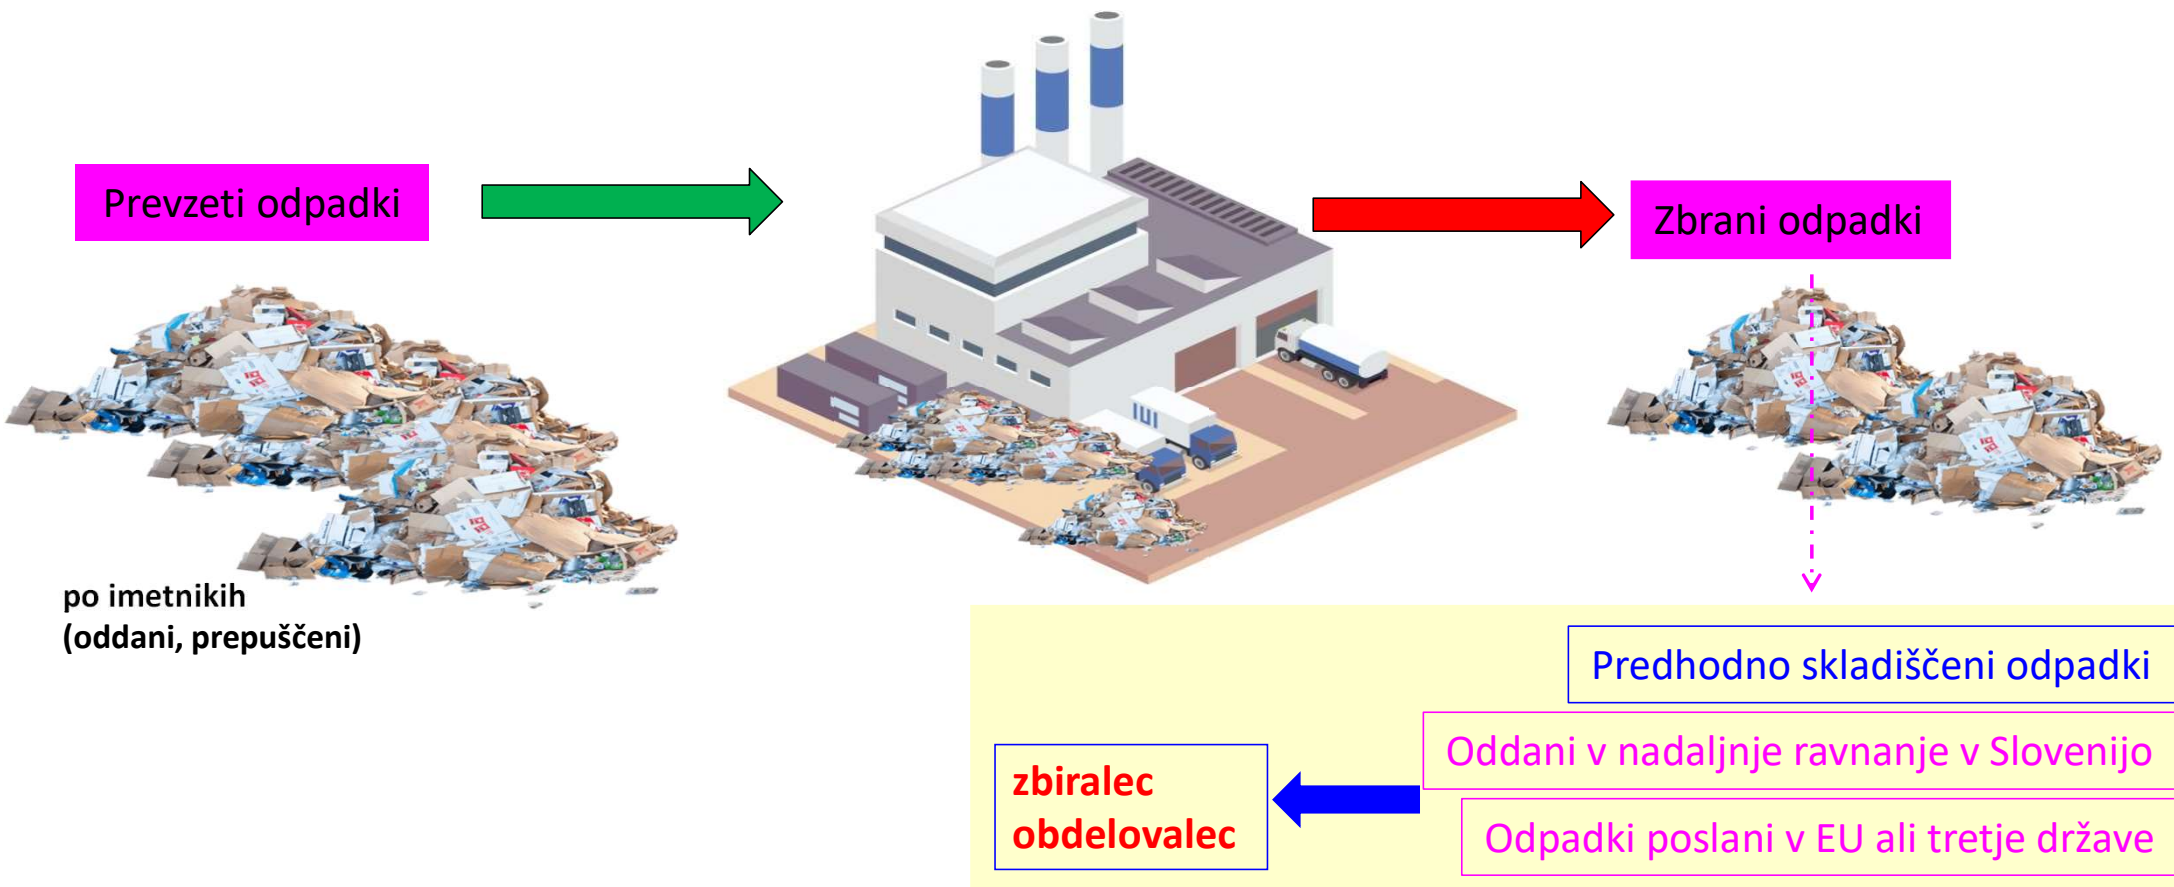 Prevzeti odpadki
Zbrani odpadki
po imetnikih
(oddani, prepuščeni)
Predhodno skladiščeni odpadki
Oddani v nadaljnje ravnanje v Slovenijo
Odpadki poslani v EU ali tretje države
zbiralec
obdelovalec